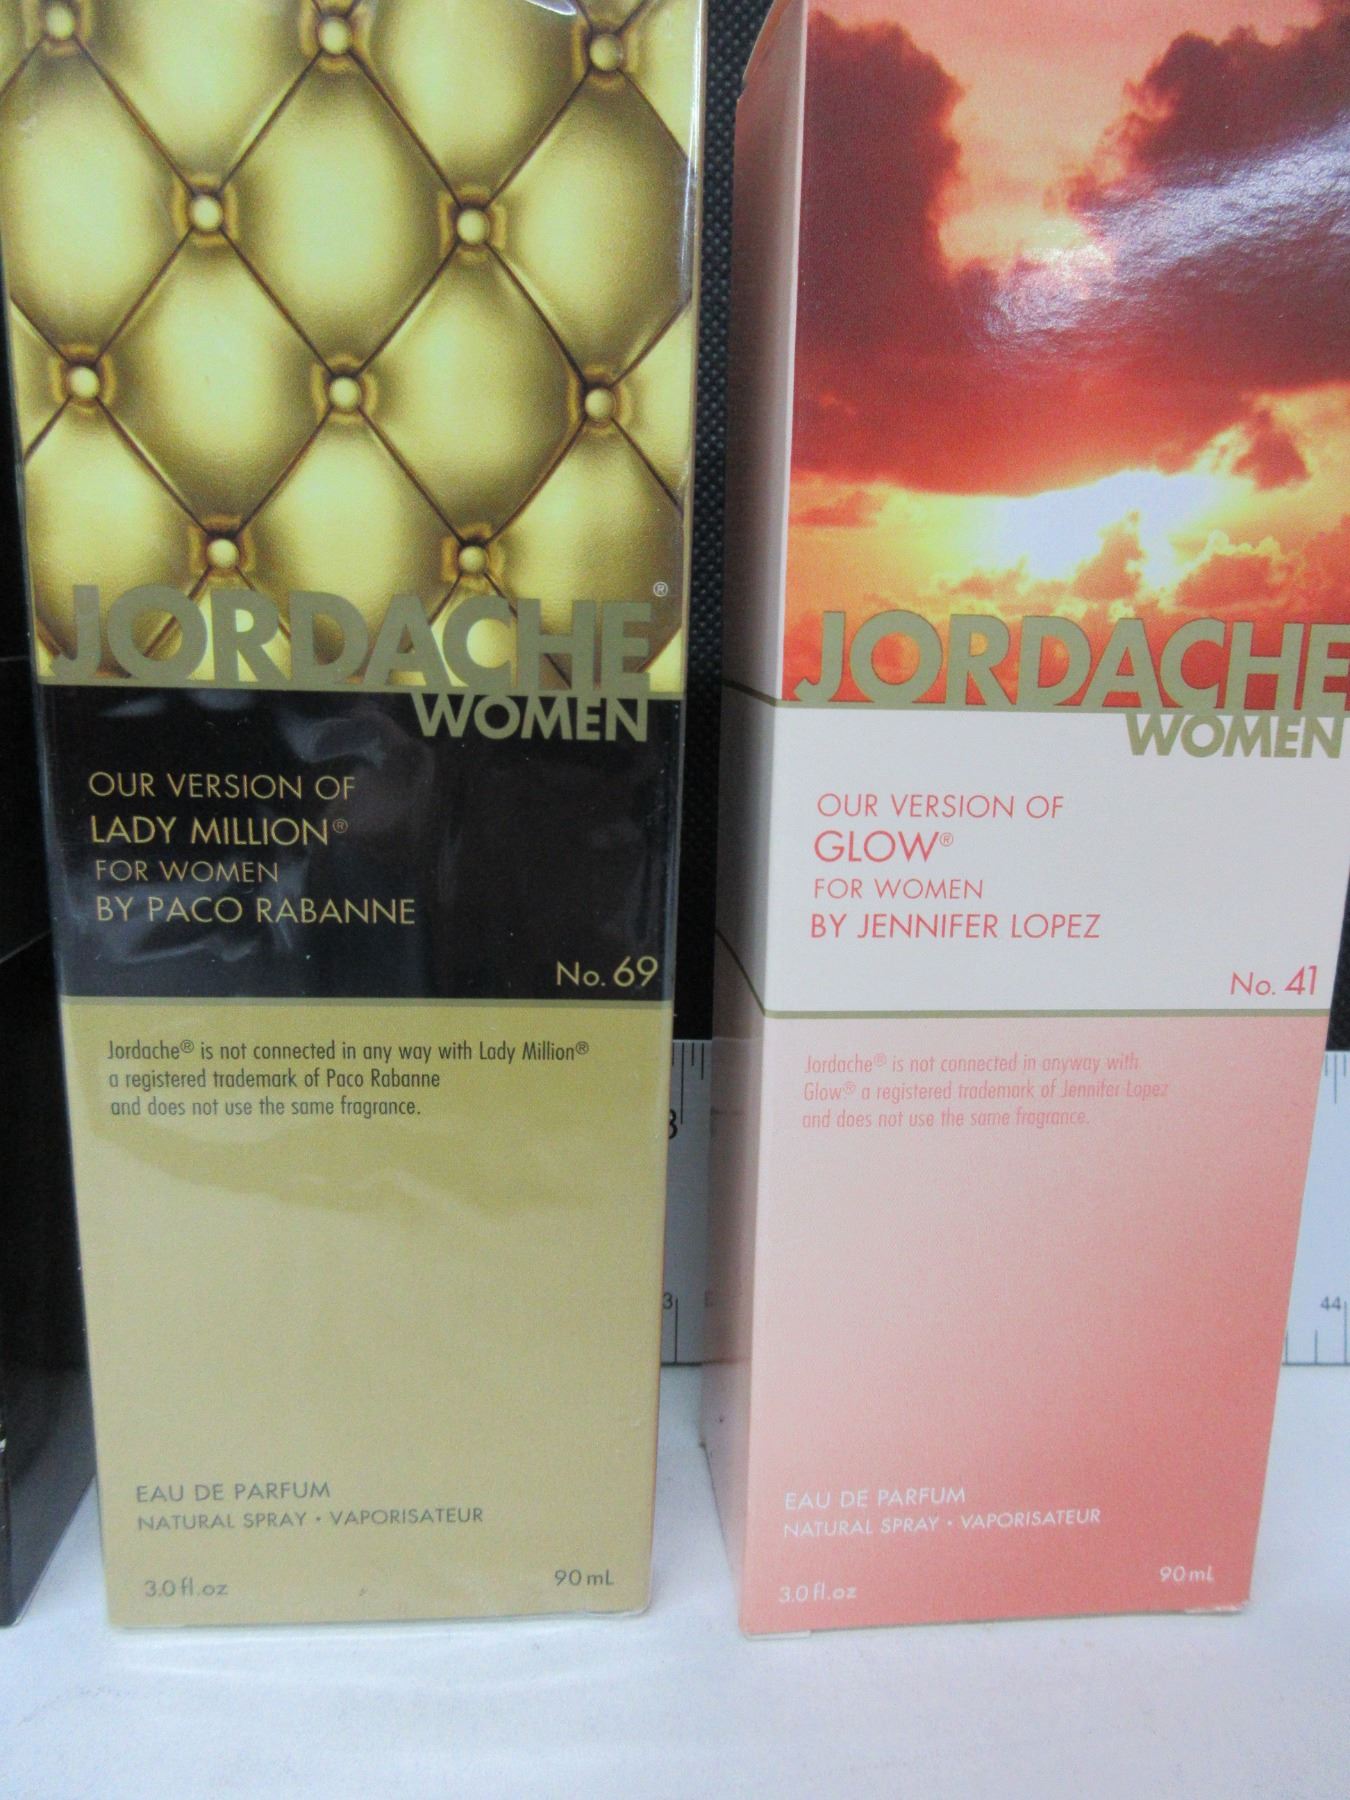 JORDACHE®
WOMEN
OUR VERSION OF
LADY MILLION®
FOR WOMEN
BY PACO RABANNE
No. 69
Jordache® is not connected in any way with Lady Million®
a registered trademark of Paco Rabanne
and does not use the same fragrance.
EAU DE PARFUM
NATURAL SPRAY • VAPORISATEUR
3.0 fl.oz
90 mL
JORDACHE
WOMEN
OUR VERSION OF
GLOW®
FOR WOMEN
BY JENNIFER LOPEZ
No. 41
Jordache® is not connected in anyway with
Glow® a registered trademark of Jennifer Lopez
and does not use the same fragrance.
EAU DE PARFUM
NATURAL SPRAY • VAPORISATEUR
3.0 fl.oz
90 mL
44